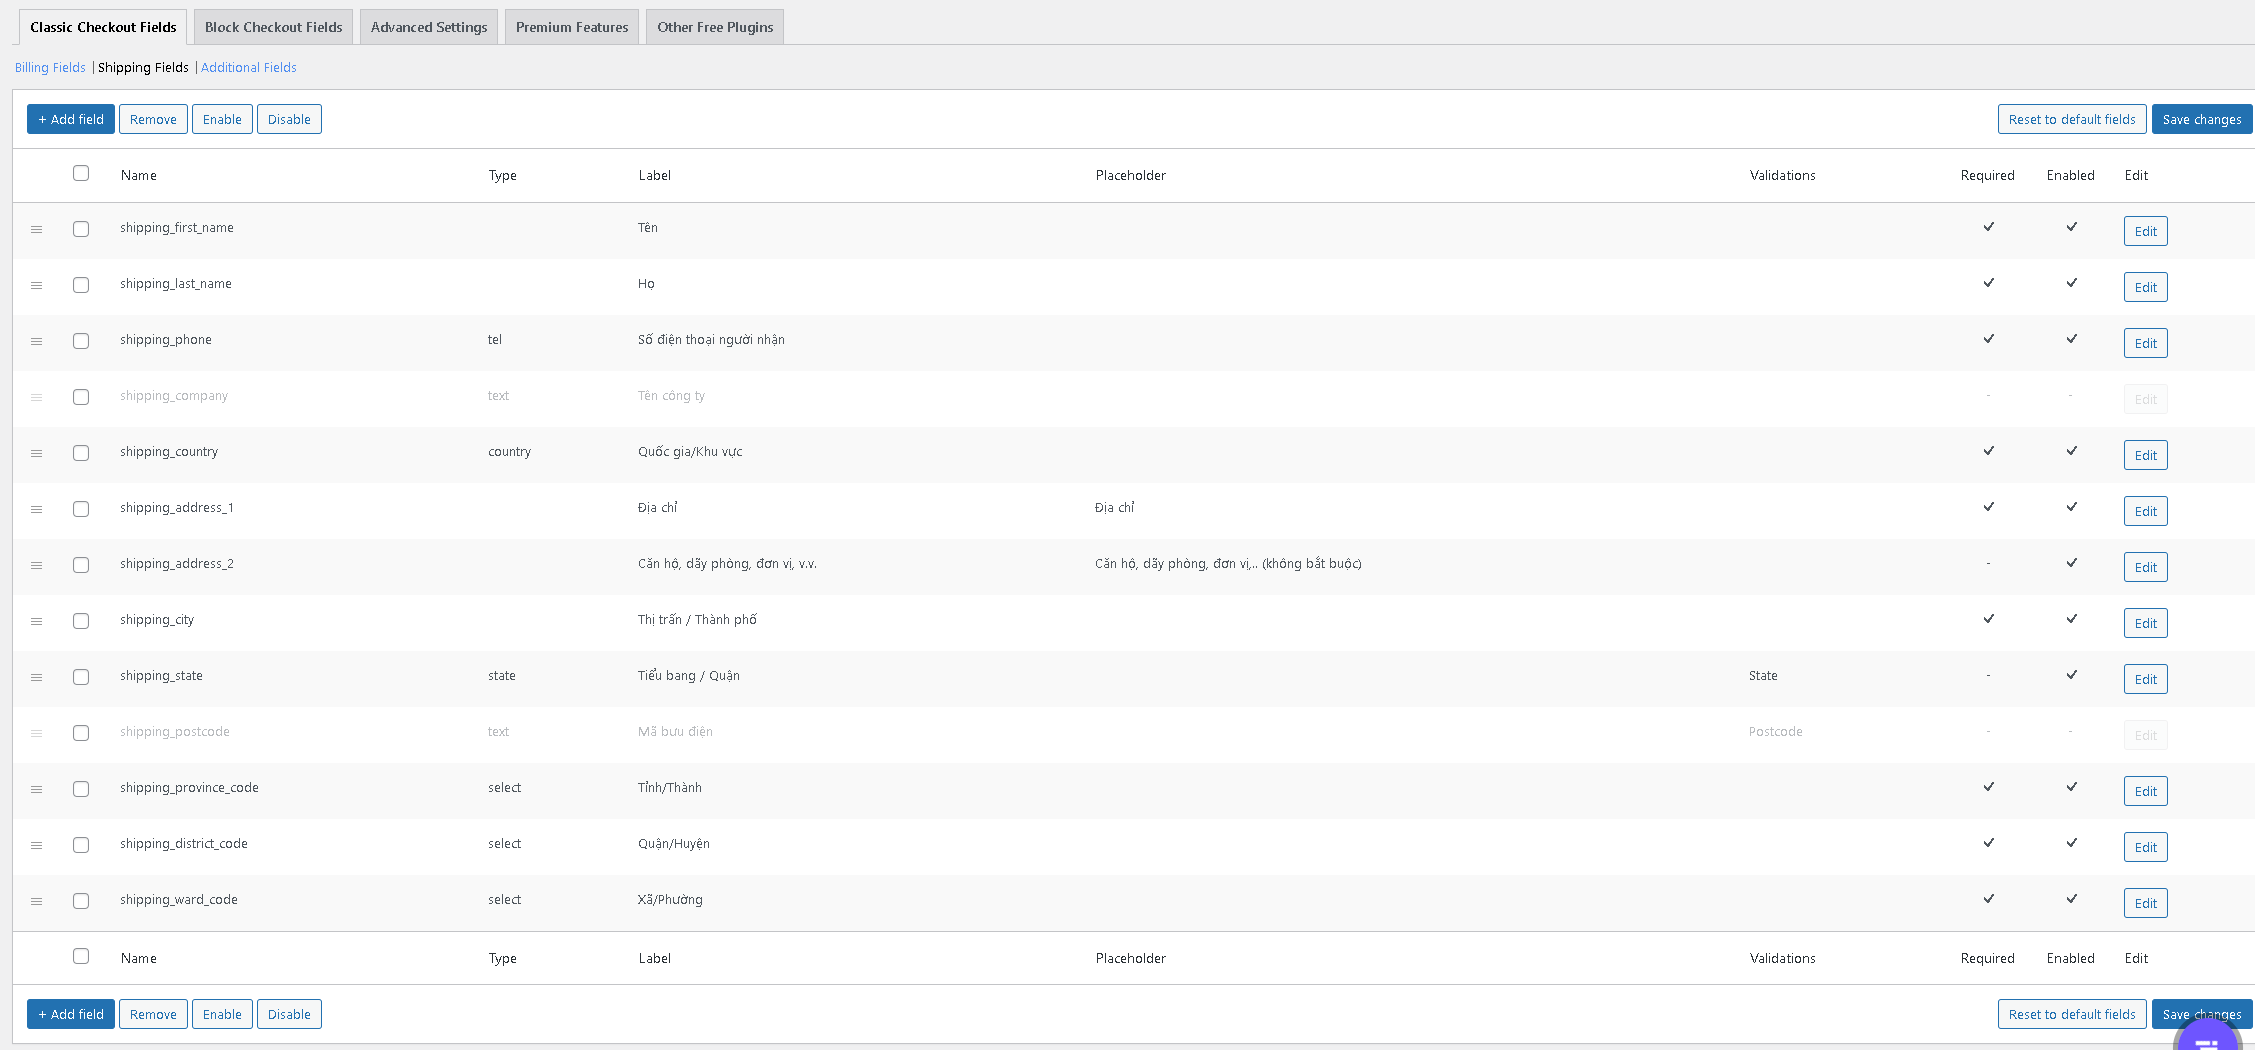 Classic Checkout Fields Block Checkout Fields Advanced Settings Premium Features Other Free Plugins
Billing Fields | Shipping Fields | Additional Fields
+ Add field Remove Enable Disable Reset to default fields Save changes
Name Type Label Placeholder Validations Required Enabled Edit
shipping_first_name Tên Edit
shipping_last_name Họ Edit
shipping_phone tel Số điện thoại người nhận Edit
shipping_company text Tên công ty - - Edit
shipping_country country Quốc gia/Khu vực Edit
shipping_address_1 Địa chỉ Địa chỉ Edit
shipping_address_2 Căn hộ, dãy phòng, đơn vị, v.v. Căn hộ, dãy phòng, đơn vị,.. (không bắt buộc) - Edit
shipping_city Thị trấn / Thành phố Edit
shipping_state state Tiểu bang / Quận State - Edit
shipping_postcode text Mã bưu điện Postcode - - Edit
shipping_province_code select Tỉnh/Thành Edit
shipping_district_code select Quận/Huyện Edit
shipping_ward_code select Xã/Phường Edit
Name Type Label Placeholder Validations Required Enabled Edit
+ Add field Remove Enable Disable Reset to default fields Save changes